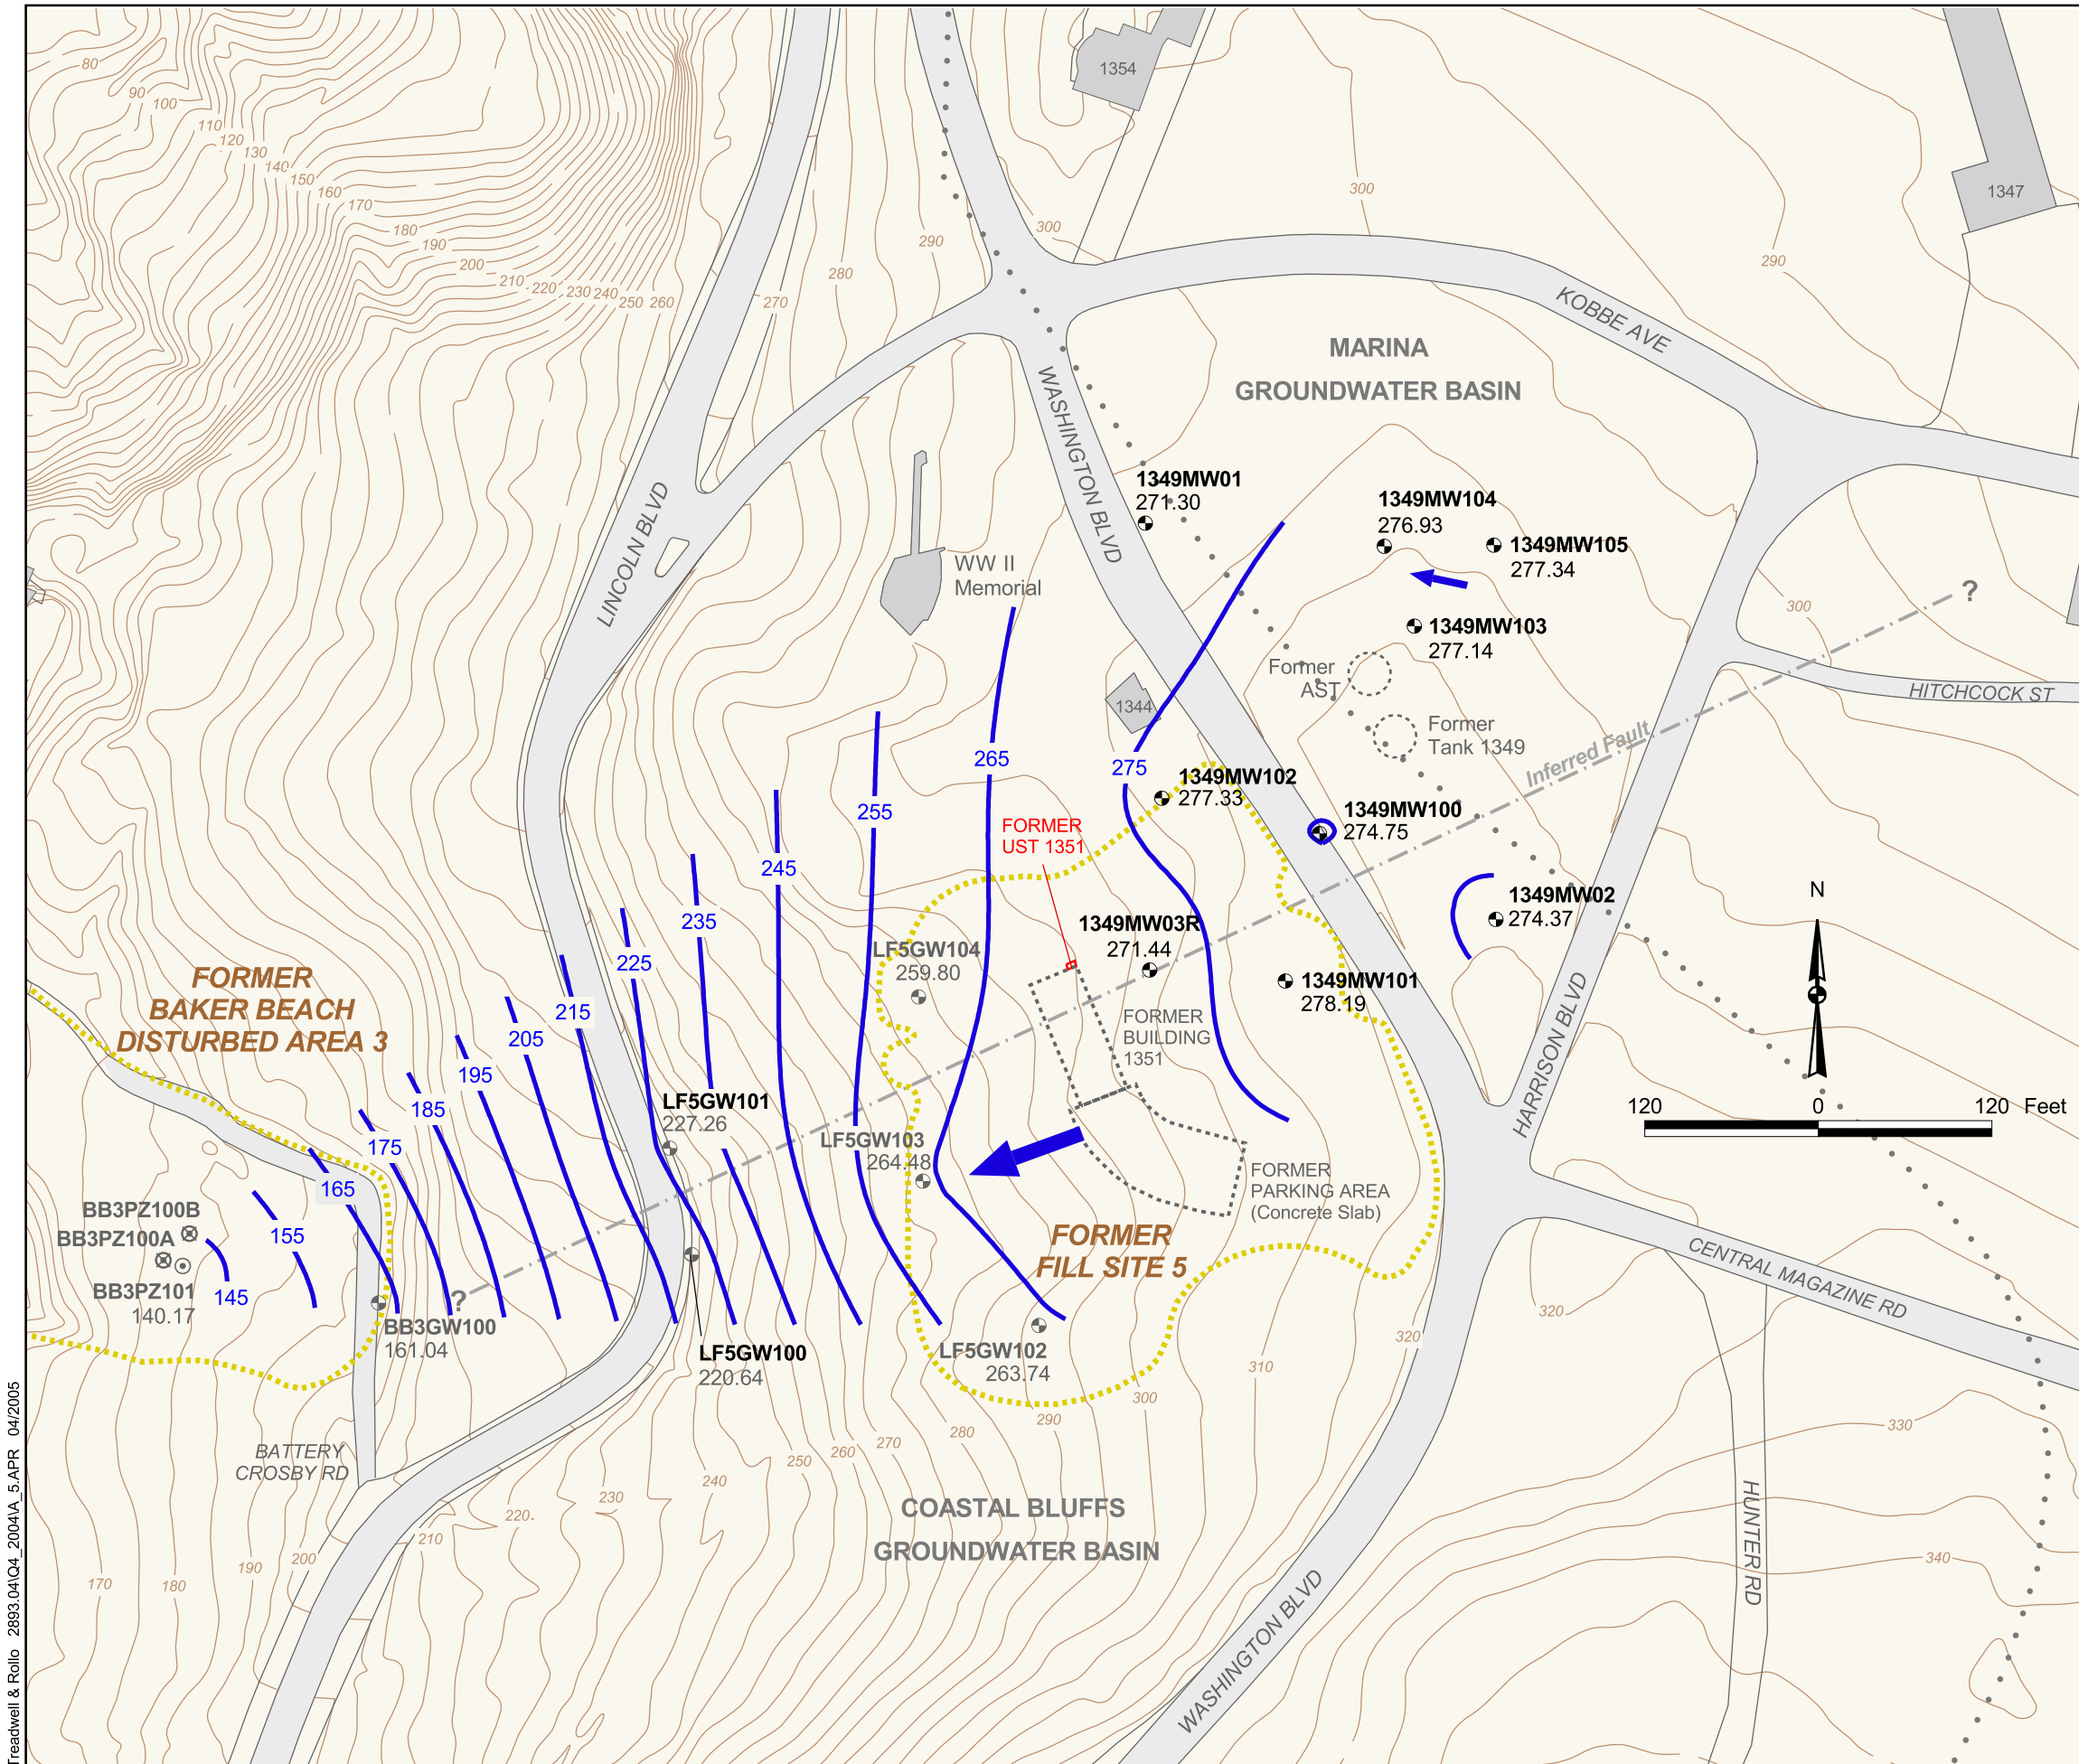 80
90
100
110
120
130
140
150
160
170
180
190
200
210
220
230
240
250
260
270
280
290
300
1354
300
1347
290
KOBBE AVE
MARINA
GROUNDWATER BASIN
WASHINGTON BLVD
LINCOLN BLVD
1349MW01
271.30
1349MW104
276.93
1349MW105
277.34
WW II
Memorial
?
300
1349MW103
277.14
Former
AST
Former
Tank 1349
HITCHCOCK ST
Inferred Fault
1344
265
275
1349MW102
277.33
255
FORMER
UST 1351
1349MW100
274.75
245
235
1349MW03R
271.44
1349MW02
274.37
N
225
LF5GW104
259.80
1349MW101
278.19
FORMER
BAKER BEACH
DISTURBED AREA 3
215
205
FORMER
BUILDING
1351
HARRISON BLVD
195
185
LF5GW101
227.26
120
0
120 Feet
175
LF5GW103
264.48
165
FORMER
PARKING AREA
(Concrete Slab)
BB3PZ100B
BB3PZ100A
155
FORMER
FILL SITE 5
CENTRAL MAGAZINE RD
BB3PZ101
140.17
145
?
BB3GW100
161.04
LF5GW100
220.64
LF5GW102
263.74
320
320
310
300
290
280
270
260
250
240
230
220.
210
200
190
180
170
330
340
BATTERY
CROSBY RD
COASTAL BLUFFS
GROUNDWATER BASIN
HUNTER RD
WASHINGTON BLVD
Treadwell & Rollo 2893.04\Q4_2004\A_5.APR 04/2005